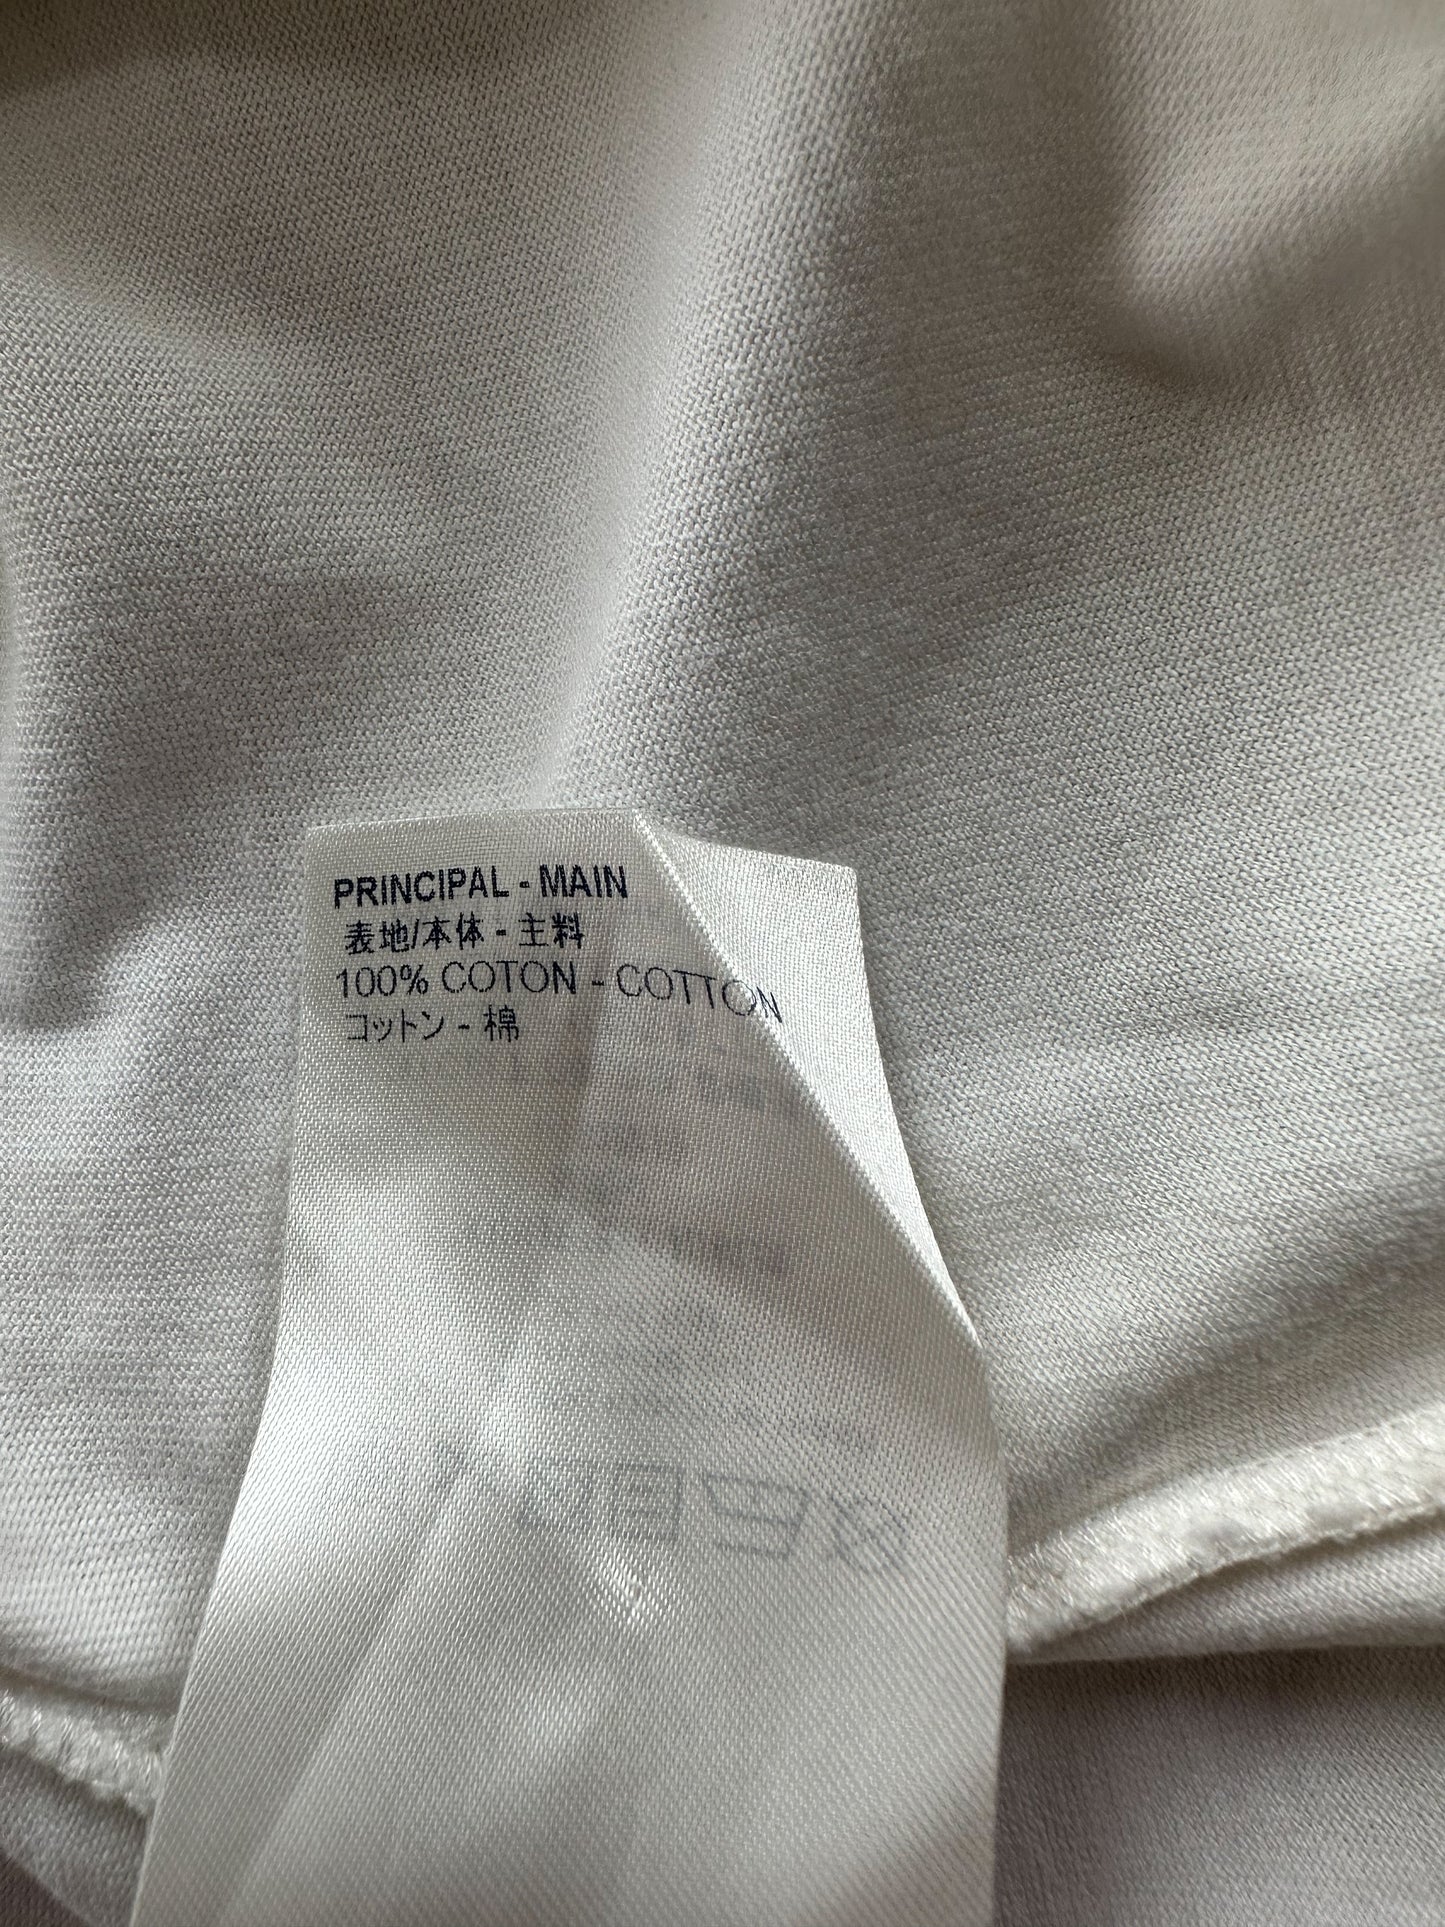 PRINCIPAL - MAIN
表地/本体 - 主料
100% COTON - COTTON
コットン - 棉